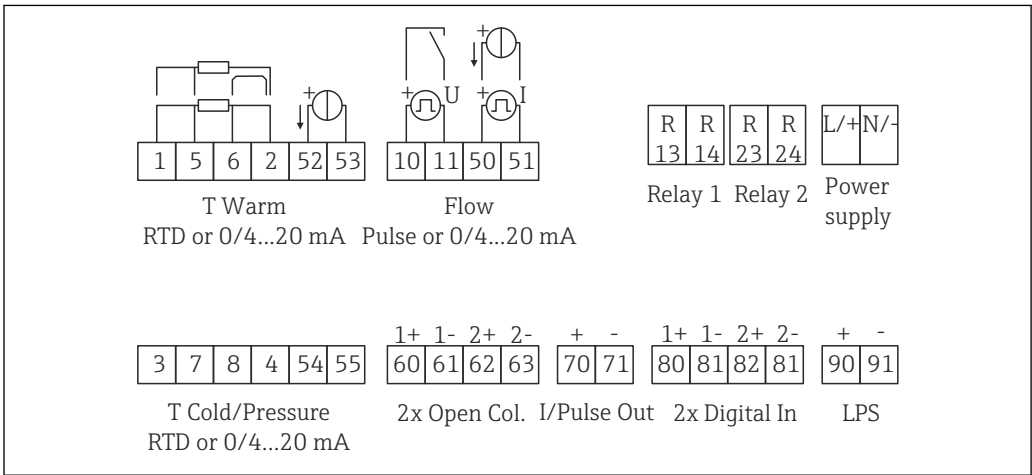 + U + I
+ +
1 5 6 2 52 53 10 11 50 51 R 13 R 14 R 23 R 24 L/+ N/-
T Warm Flow Relay 1 Relay 2 Power supply
RTD or 0/4...20 mA Pulse or 0/4...20 mA
1+ 1- 2+ 2- + - 1+ 1- 2+ 2- + -
3 7 8 4 54 55 60 61 62 63 70 71 80 81 82 81 90 91
T Cold/Pressure 2x Open Col. I/Pulse Out 2x Digital In LPS
RTD or 0/4...20 mA